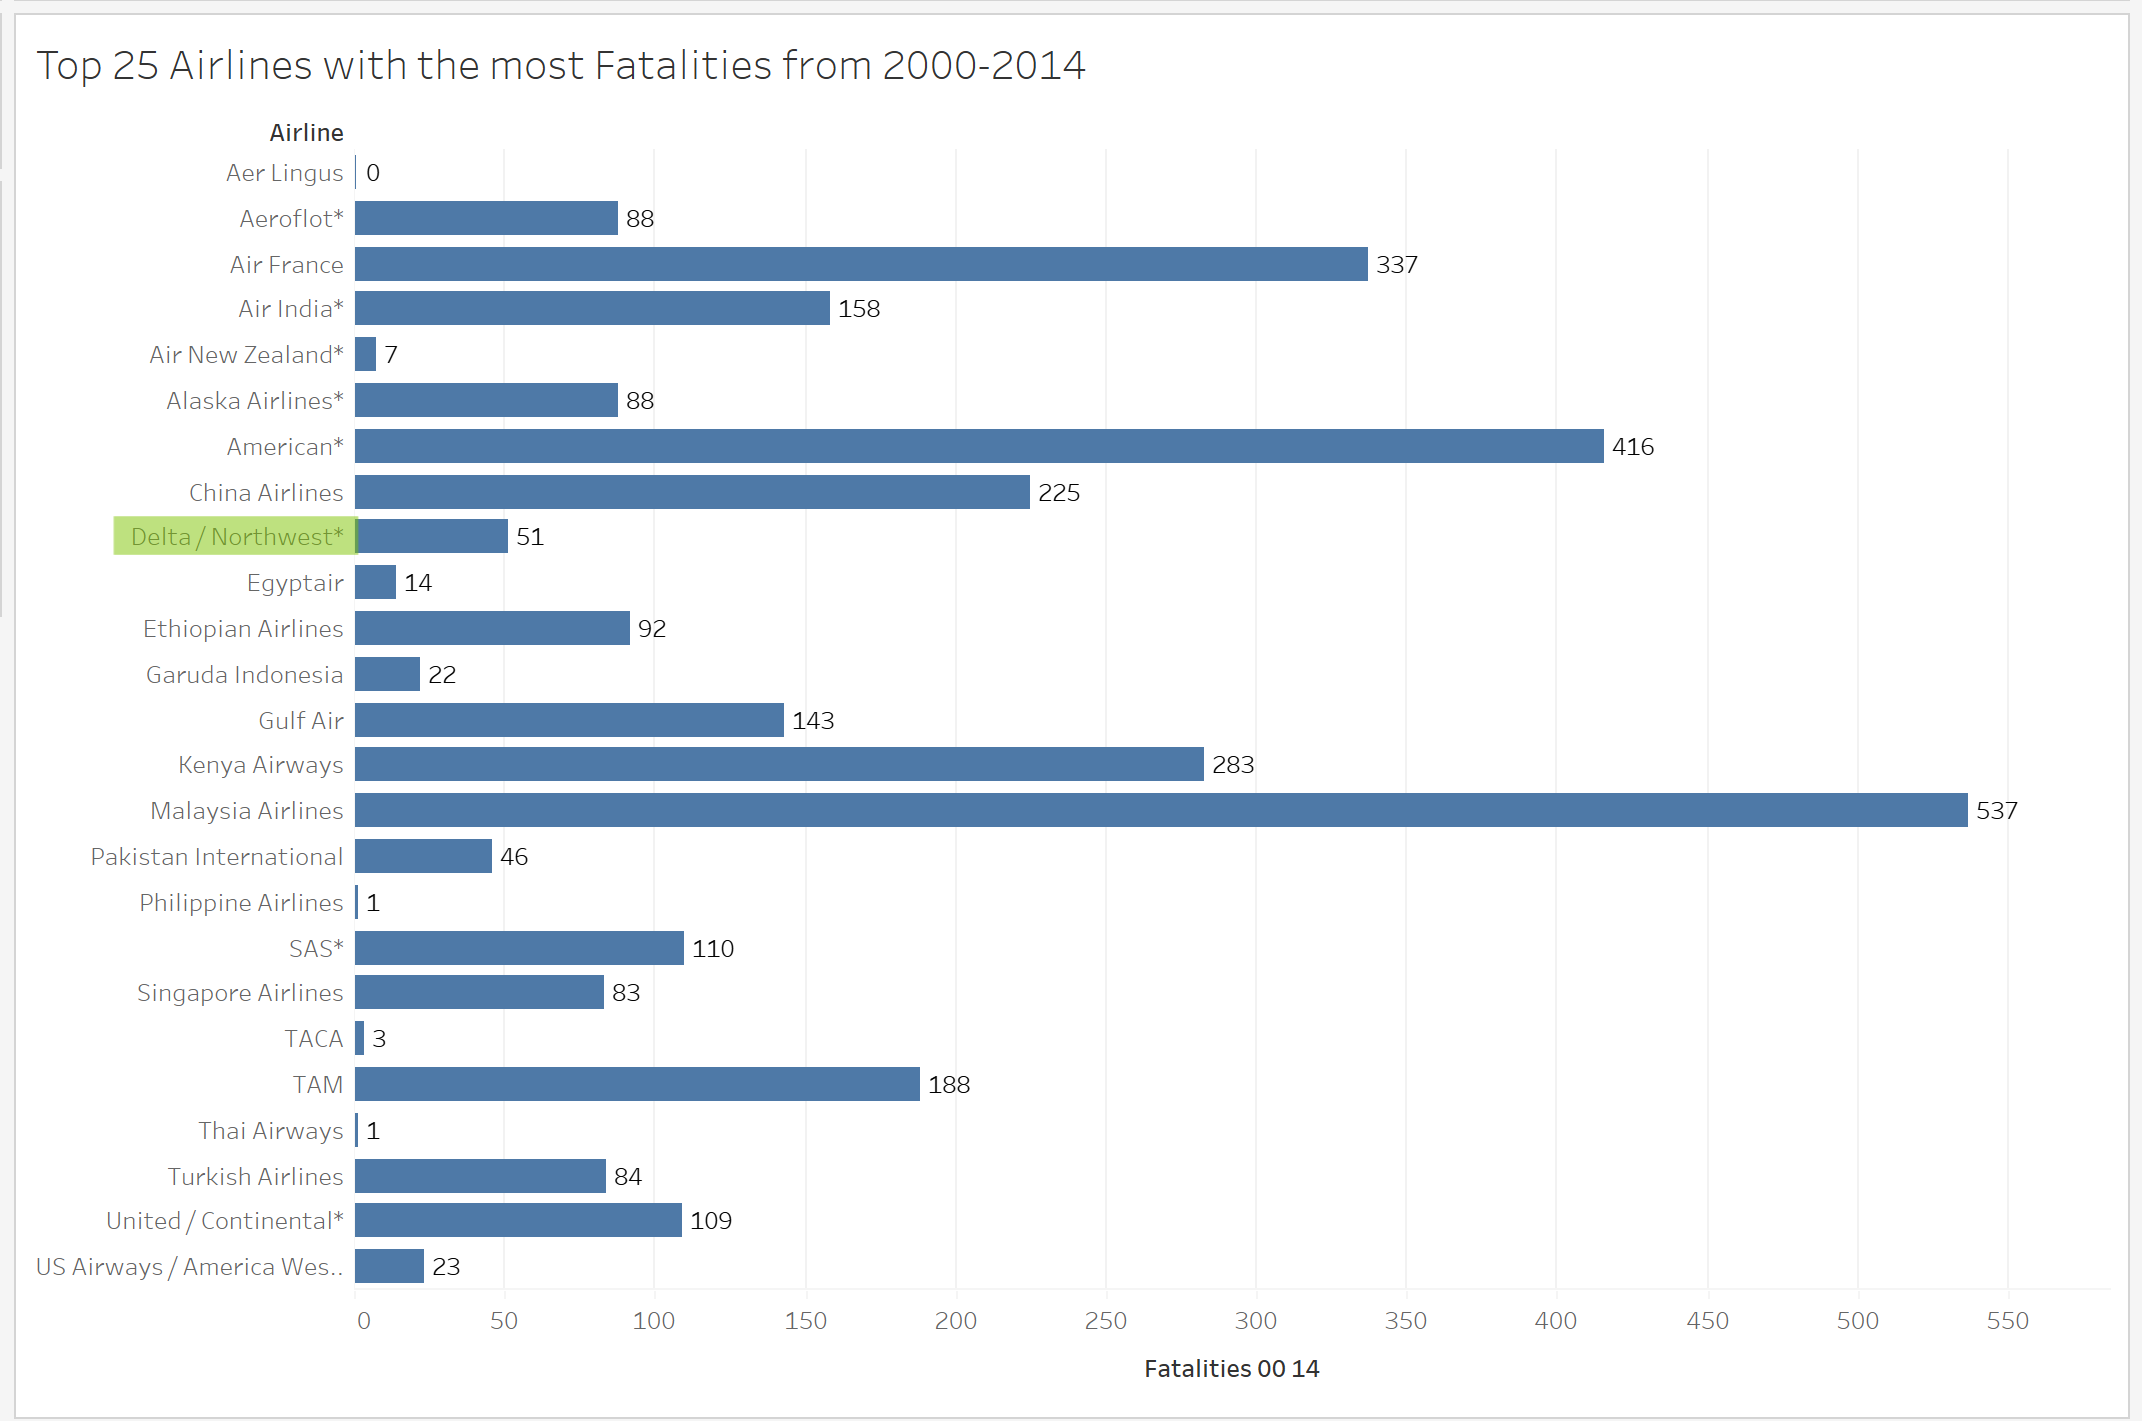 Top 25 Airlines with the most Fatalities from 2000-2014
Airline
Aer Lingus 0
Aeroflot* 88
Air France 337
Air India* 158
Air New Zealand* 7
Alaska Airlines* 88
American* 416
China Airlines 225
Delta / Northwest* 51
Egyptair 14
Ethiopian Airlines 92
Garuda Indonesia 22
Gulf Air 143
Kenya Airways 283
Malaysia Airlines 537
Pakistan International 46
Philippine Airlines 1
SAS* 110
Singapore Airlines 83
TACA 3
TAM 188
Thai Airways 1
Turkish Airlines 84
United / Continental* 109
US Airways / America Wes.. 23
0 50 100 150 200 250 300 350 400 450 500 550
Fatalities 00 14